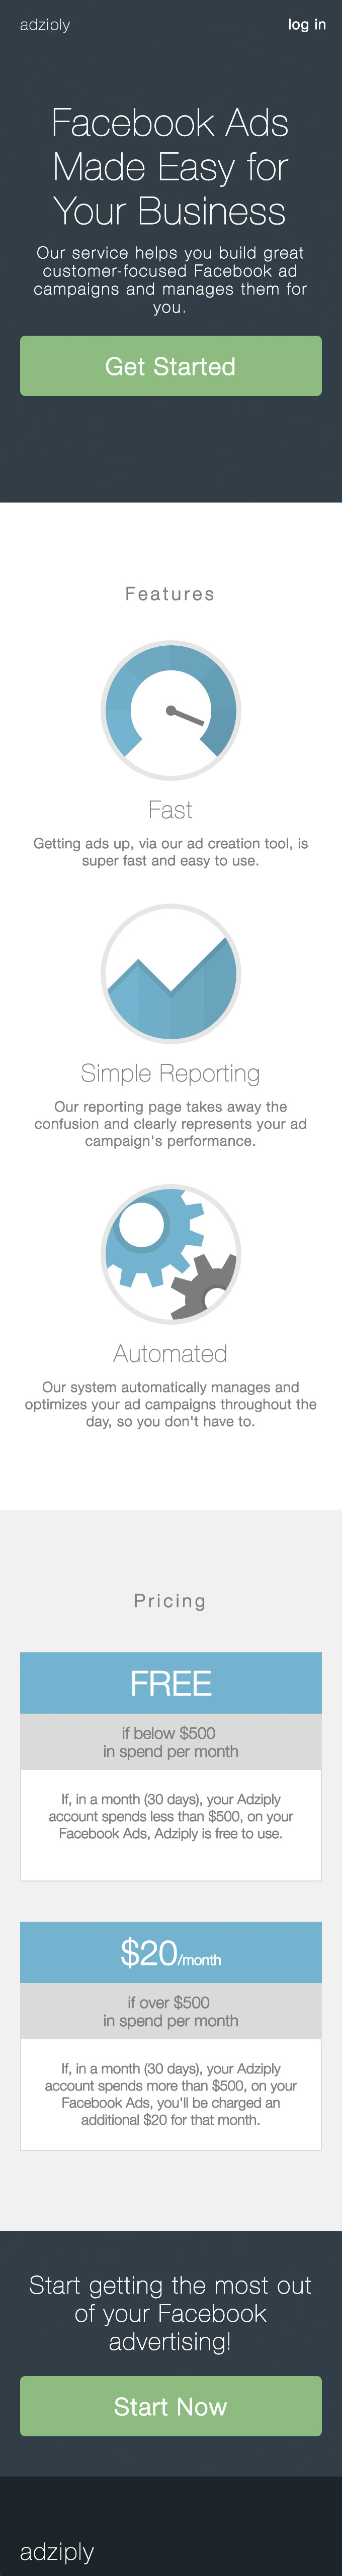 adziply
log in
Facebook Ads
Made Easy for
Your Business
Our service helps you build great
customer-focused Facebook ad
campaigns and manages them for
you.
Get Started
Features
Fast
Getting ads up, via our ad creation tool, is
super fast and easy to use.
Simple Reporting
Our reporting page takes away the
confusion and clearly represents your ad
campaign's performance.
Automated
Our system automatically manages and
optimizes your ad campaigns throughout the
day, so you don't have to.
Pricing
FREE
if below $500
in spend per month
If, in a month (30 days), your Adziply
account spends less than $500, on your
Facebook Ads, Adziply is free to use.
$20/month
if over $500
in spend per month
If, in a month (30 days), your Adziply
account spends more than $500, on your
Facebook Ads, you'll be charged an
additional $20 for that month.
Start getting the most out
of your Facebook
advertising!
Start Now
adziply